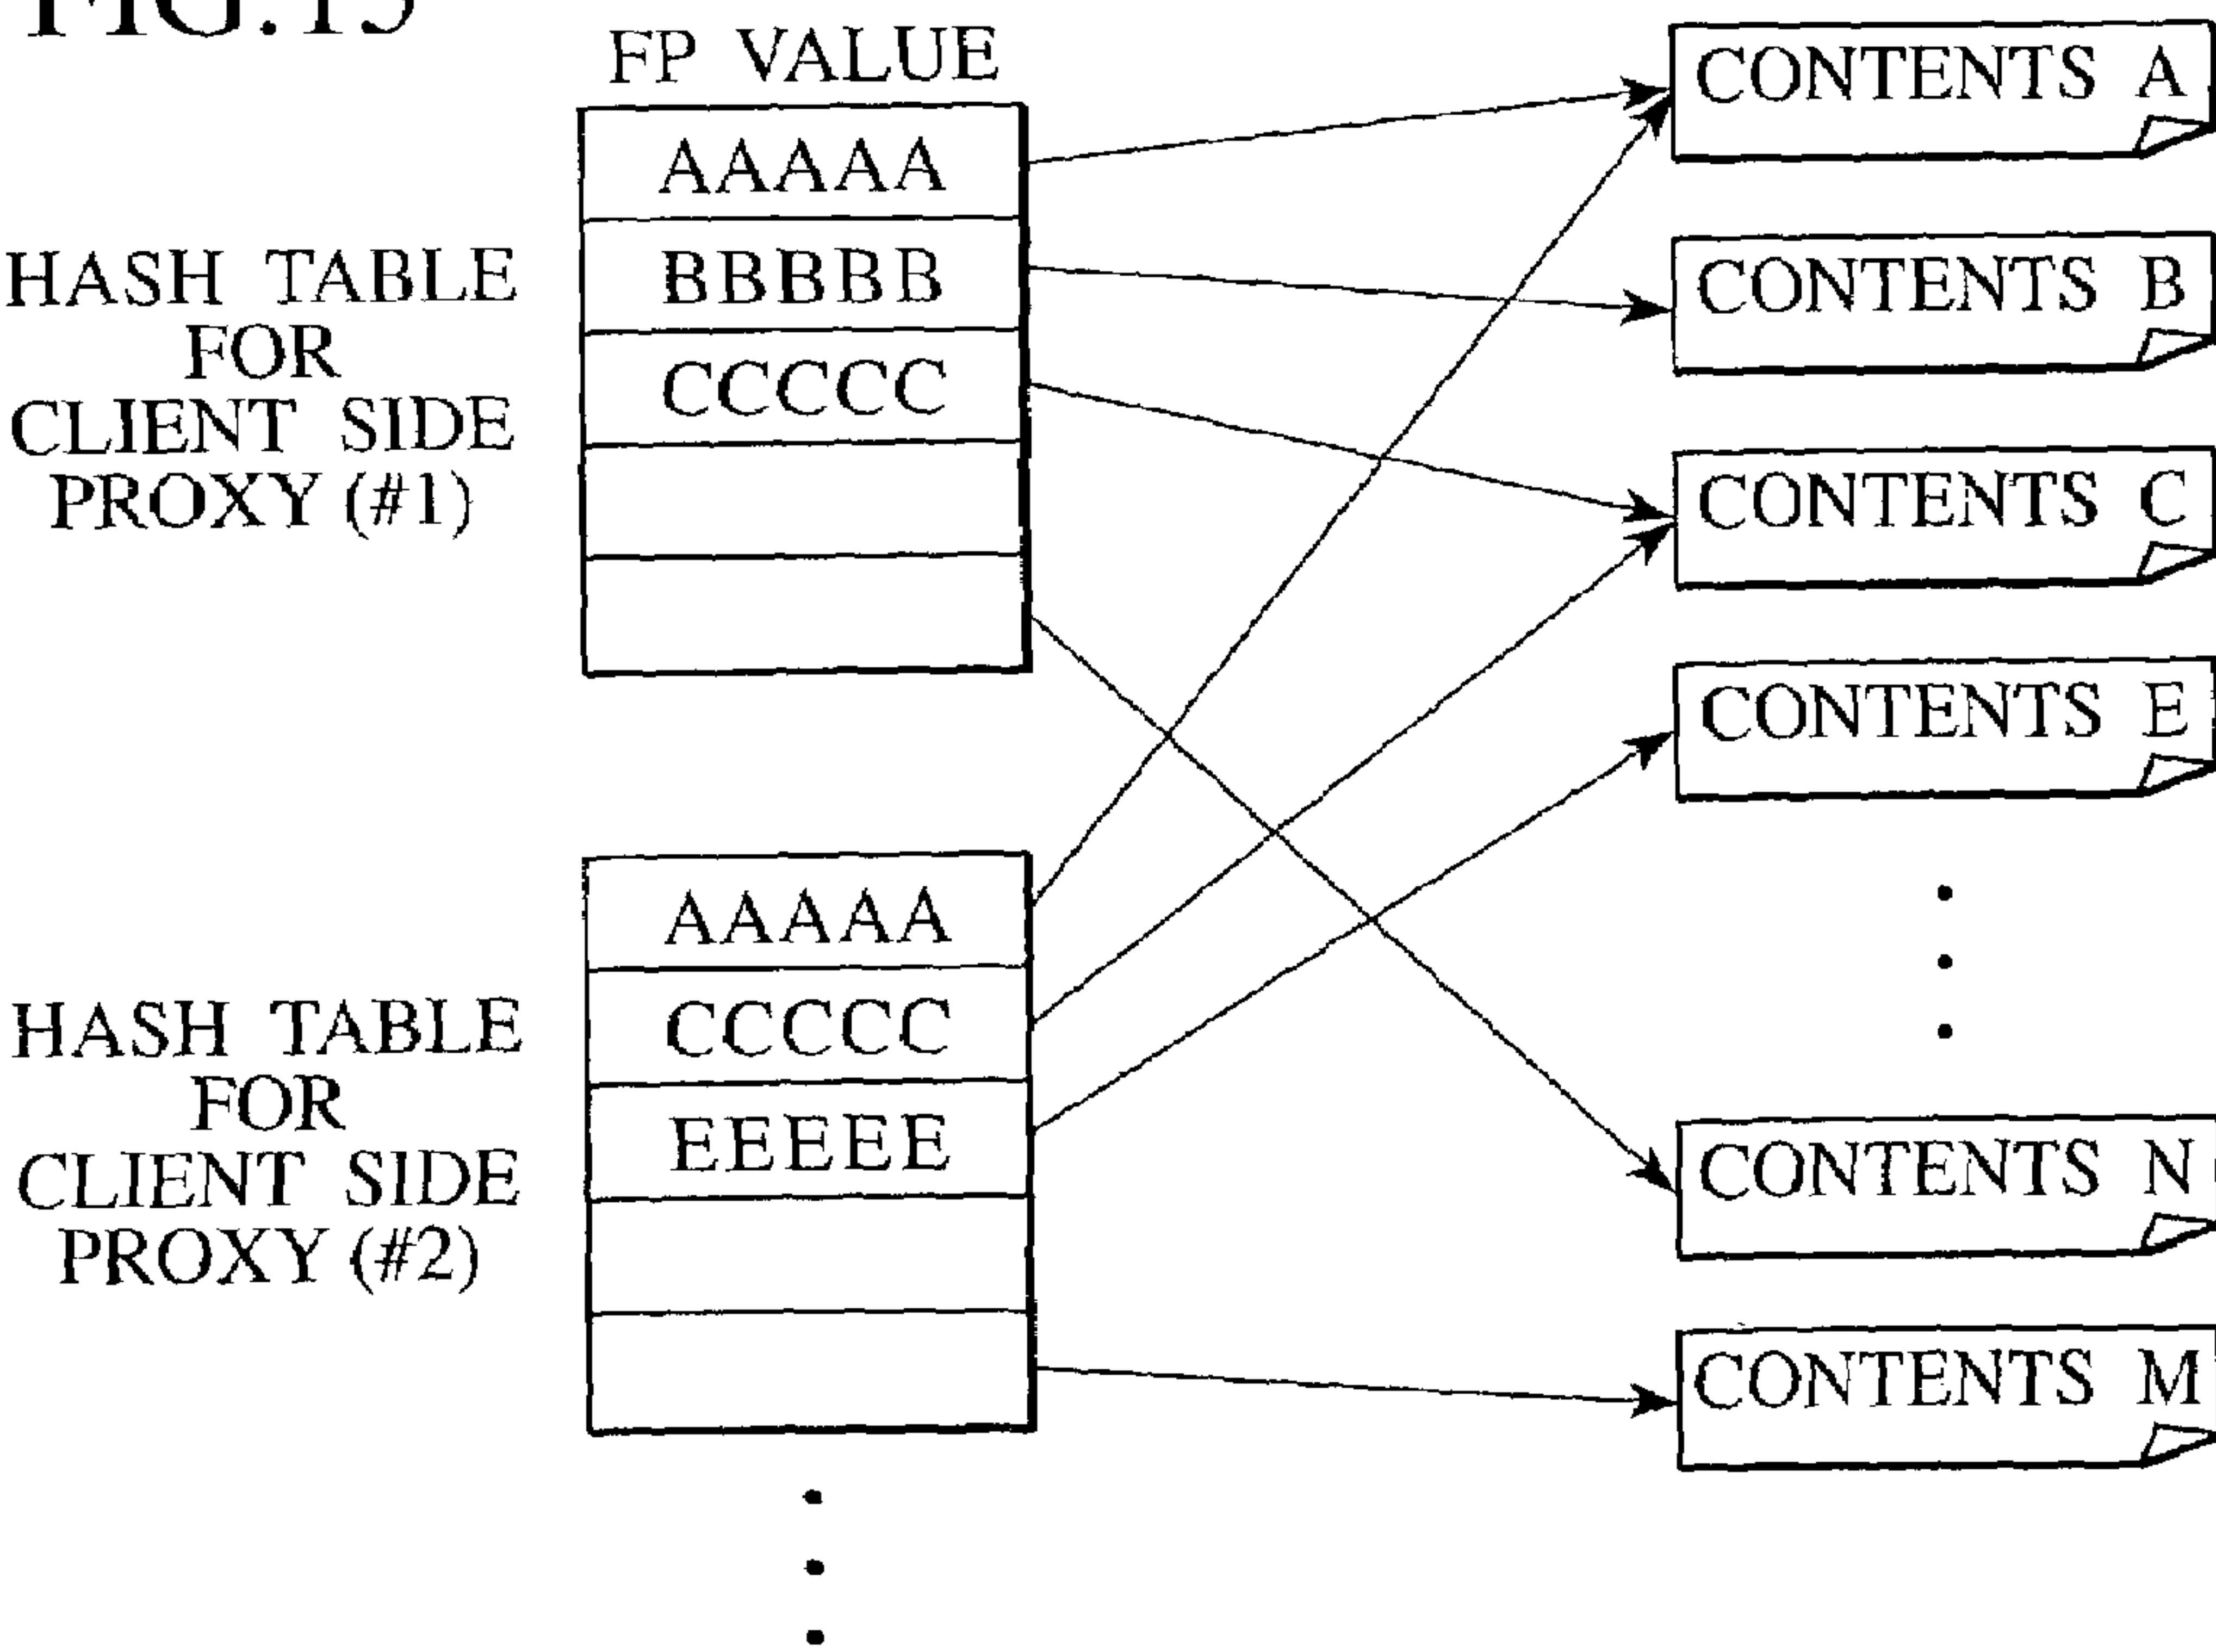 FIG.15
FP VALUE
HASH TABLE
FOR
CLIENT SIDE
PROXY (#1)
AAAAA
BBBBB
CCCCC
HASH TABLE
FOR
CLIENT SIDE
PROXY (#2)
AAAAA
CCCCC
EEEEE
CONTENTS A
CONTENTS B
CONTENTS C
CONTENTS E
CONTENTS N
CONTENTS M